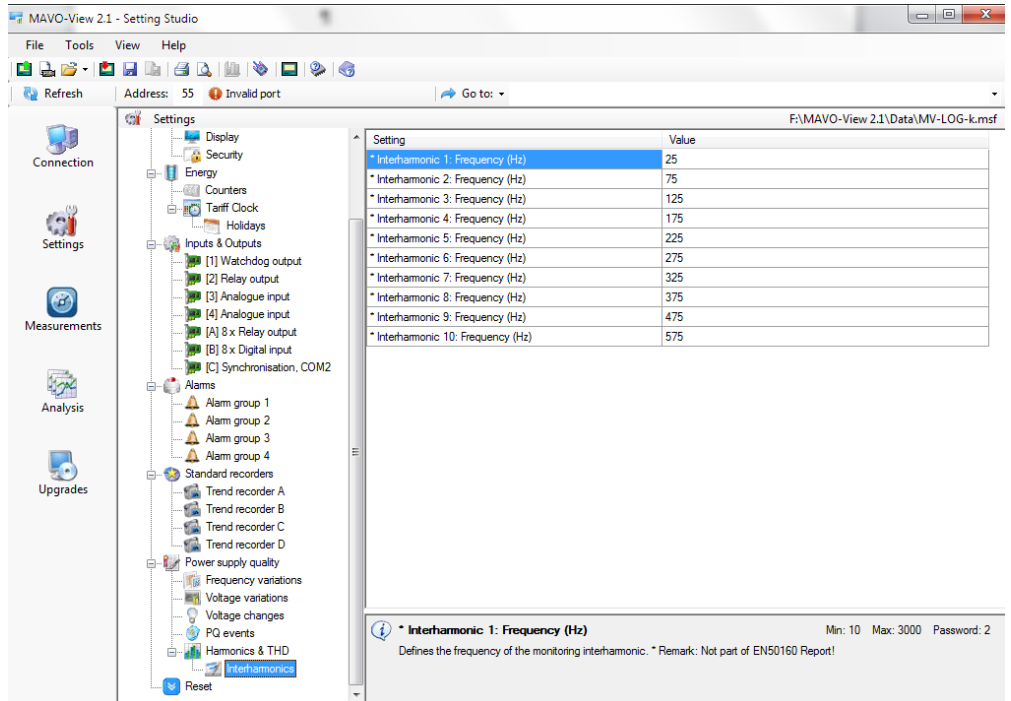 MAVO-View 2.1 - Setting Studio
File Tools View Help
Refresh Address: 55 Invalid port Go to:
Settings F:\MAVO-View 2.1\Data\MV-LOG-k.msf
Connection
Settings
Measurements
Analysis
Upgrades
Display
Security
Energy
Counters
Tariff Clock
Holidays
Inputs & Outputs
[1] Watchdog output
[2] Relay output
[3] Analogue input
[4] Analogue input
[A] 8 x Relay output
[B] 8 x Digital input
[C] Synchronisation, COM2
Alarms
Alarm group 1
Alarm group 2
Alarm group 3
Alarm group 4
Standard recorders
Trend recorder A
Trend recorder B
Trend recorder C
Trend recorder D
Power supply quality
Frequency variations
Voltage variations
Voltage changes
PQ events
Harmonics & THD
Interharmonics
Reset
Setting Value
* Interharmonic 1: Frequency (Hz) 25
* Interharmonic 2: Frequency (Hz) 75
* Interharmonic 3: Frequency (Hz) 125
* Interharmonic 4: Frequency (Hz) 175
* Interharmonic 5: Frequency (Hz) 225
* Interharmonic 6: Frequency (Hz) 275
* Interharmonic 7: Frequency (Hz) 325
* Interharmonic 8: Frequency (Hz) 375
* Interharmonic 9: Frequency (Hz) 475
* Interharmonic 10: Frequency (Hz) 575
* Interharmonic 1: Frequency (Hz) Min: 10 Max: 3000 Password: 2
Defines the frequency of the monitoring interharmonic. * Remark: Not part of EN50160 Report!